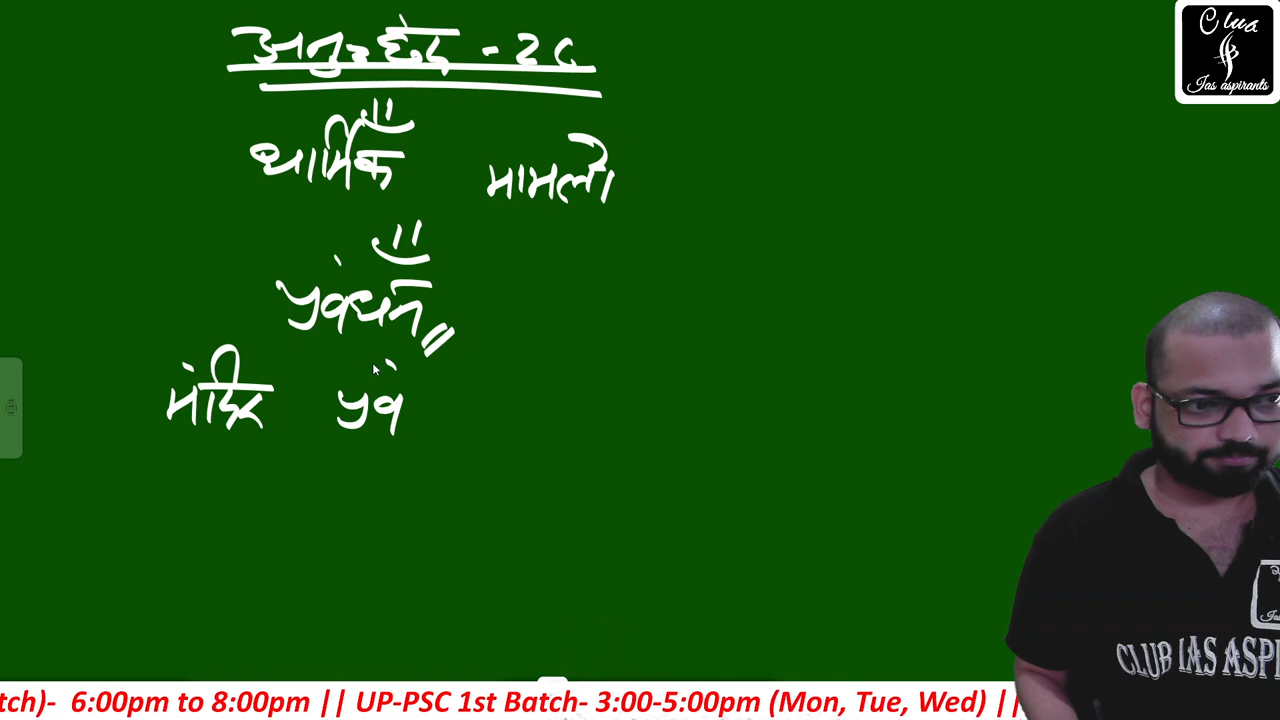 अनुच्छेद - 26
धार्मिक मामलो
प्रबंधन
मंदिर प्रबं
Club
Ias aspirants
CLUB IAS ASPI
tch)- 6:00pm to 8:00pm || UP-PSC 1st Batch- 3:00-5:00pm (Mon, Tue, Wed) ||